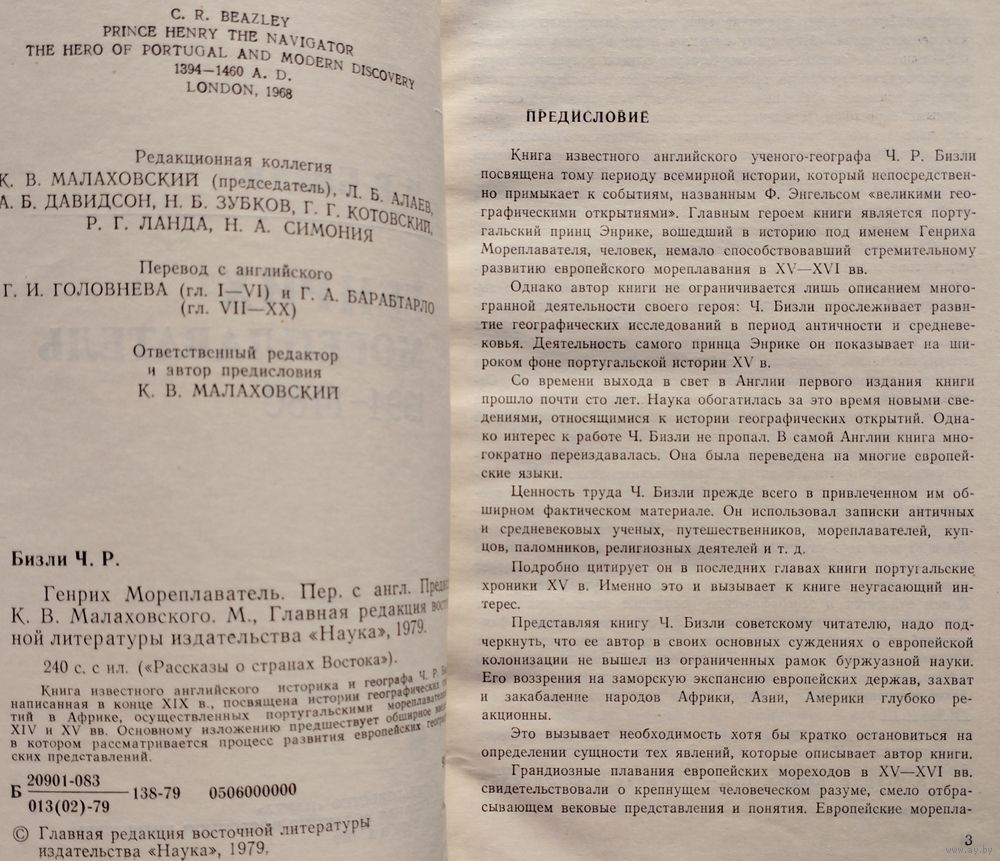 C. R. BEAZLEY
PRINCE HENRY THE NAVIGATOR
THE HERO OF PORTUGAL AND MODERN DISCOVERY
1394—1460 A. D.
LONDON, 1968
Редакционная коллегия
К. В. МАЛАХОВСКИЙ (председатель), Л. Б. АЛАЕВ,
А. Б. ДАВИДСОН, Н. Б. ЗУБКОВ, Г. Г. КОТОВСКИЙ,
Р. Г. ЛАНДА, Н. А. СИМОНИЯ
Перевод с английского
Г. И. ГОЛОВНЕВА (гл. I—VI) и Г. А. БАРАБТАРЛО
(гл. VII—XX)
Ответственный редактор
и автор предисловия
К. В. МАЛАХОВСКИЙ
Бизли Ч. Р.
Генрих Мореплаватель. Пер. с англ.
К. В. Малаховского. М., Главная редакция вост
ной литературы издательства «Наука», 1979.
240 с. с ил. («Рассказы о странах Востока»).
Книга известного английского историка и географа Ч. Р.
написанная в конце XIX в., посвящена истории географических
тий в Африке, осуществленных португальскими мореплавател
XIV и XV вв. Основному изложению предшествует обширное
в котором рассматривается процесс развития европейских геогр
ских представлений.
Б 20901-083
013(02)-79 138-79 0506000000
© Главная редакция восточной литературы
издательства «Наука», 1979.
ПРЕДИСЛОВИЕ
Книга известного английского ученого-географа Ч. Р. Бизли
посвящена тому периоду всемирной истории, который непосредствен-
но примыкает к событиям, названным Ф. Энгельсом «великими гео-
графическими открытиями». Главным героем книги является порту-
гальский принц Энрике, вошедший в историю под именем Генриха
Мореплавателя, человек, немало способствовавший стремительному
развитию европейского мореплавания в XV—XVI вв.
Однако автор книги не ограничивается лишь описанием много-
гранной деятельности своего героя: Ч. Бизли прослеживает разви-
тие географических исследований в период античности и средневе-
ковья. Деятельность самого принца Энрике он показывает на ши-
роком фоне португальской истории XV в.
Со времени выхода в свет в Англии первого издания книги
прошло почти сто лет. Наука обогатилась за это время новыми све-
дениями, относящимися к истории географических открытий. Одна-
ко интерес к работе Ч. Бизли не пропал. В самой Англии книга мно-
гократно переиздавалась. Она была переведена на многие европей-
ские языки.
Ценность труда Ч. Бизли прежде всего в привлеченном им об-
ширном фактическом материале. Он использовал записки античных
и средневековых ученых, путешественников, мореплавателей, куп-
цов, паломников, религиозных деятелей и т. д.
Подробно цитирует он в последних главах книги португальские
хроники XV в. Именно это и вызывает к книге неугасающий ин-
терес.
Представляя книгу Ч. Бизли советскому читателю, надо под-
черкнуть, что ее автор в своих основных суждениях о европейской
колонизации не вышел из ограниченных рамок буржуазной науки.
Его воззрения на заморскую экспансию европейских держав, захват
и закабаление народов Африки, Азии, Америки глубоко ре-
акционны.
Это вызывает необходимость хотя бы кратко остановиться на
определении сущности тех явлений, которые описывает автор книги.
Грандиозные плавания европейских мореходов в XV—XVI вв.
свидетельствовали о крепнущем человеческом разуме, смело отбра-
сывающем вековые представления и понятия. Европейские морепла-
3
www.ay.by